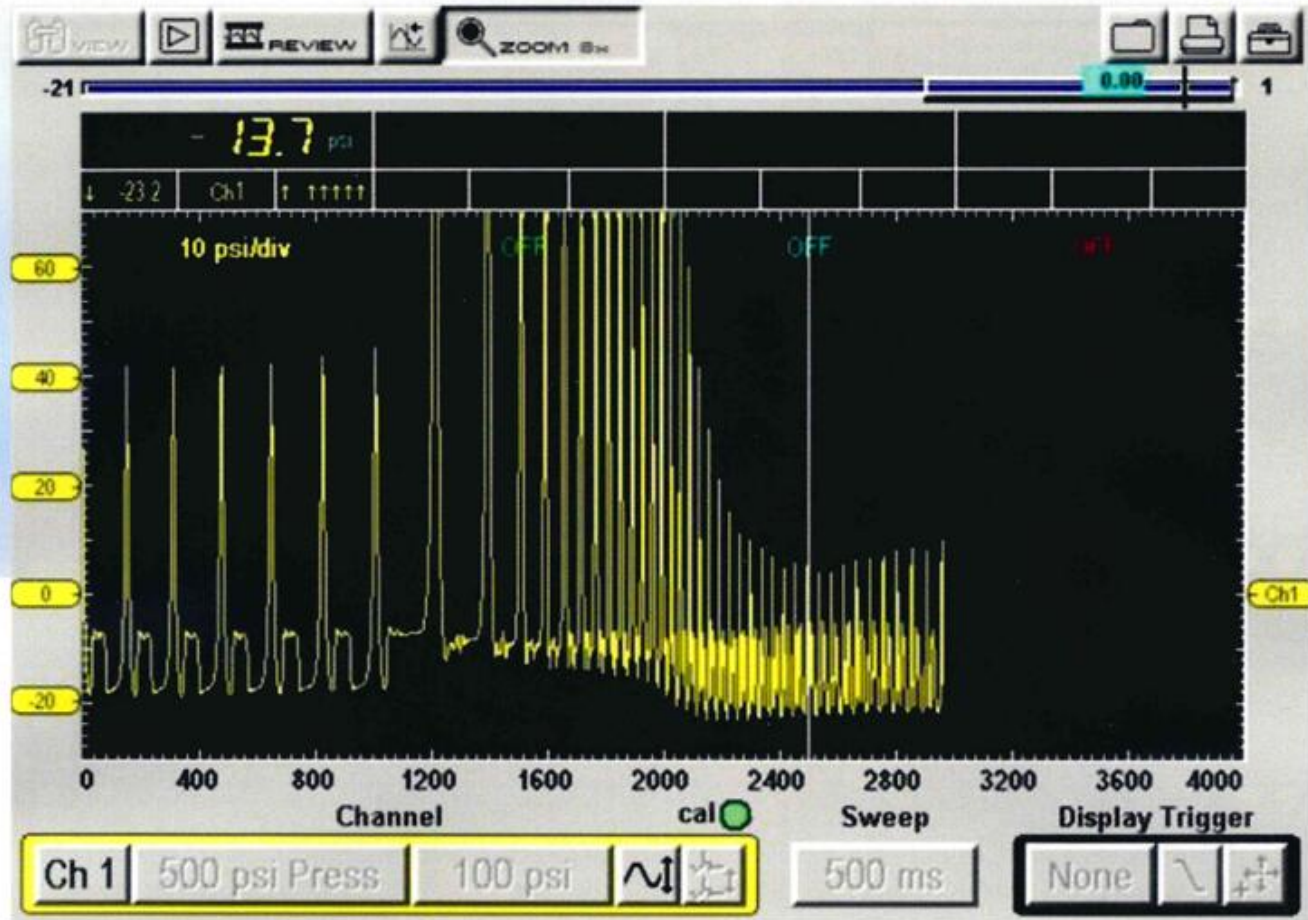 VIEW REVIEW ZOOM 8x
-21 0.00 1
- 13.7 psi
↓ -23.2 Ch1 ↑ ↑↑↑↑↑
10 psi/div OFF OFF OFF
60
40
20
0 Ch1
-20
0 400 800 1200 1600 2000 2400 2800 3200 3600 4000
Channel cal Sweep Display Trigger
Ch 1 500 psi Press 100 psi 500 ms None